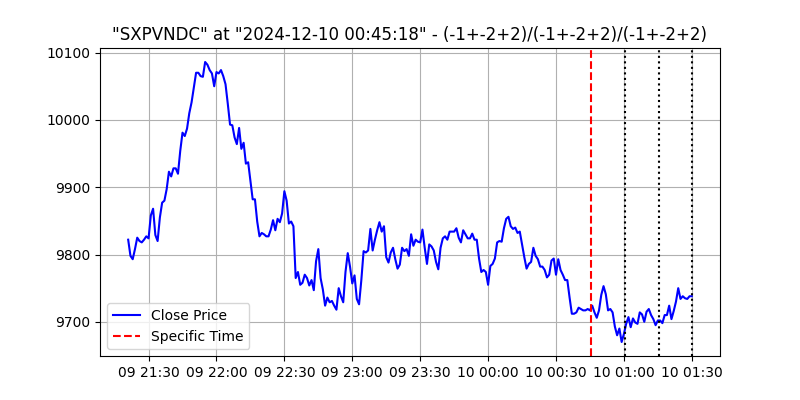 "SXPVNDC" at "2024-12-10 00:45:18" - (-1+-2+2)/(-1+-2+2)/(-1+-2+2)
10100
10000
9900
9800
9700
Close Price
Specific Time
09 21:30 09 22:00 09 22:30 09 23:00 09 23:30 10 00:00 10 00:30 10 01:00 10 01:30